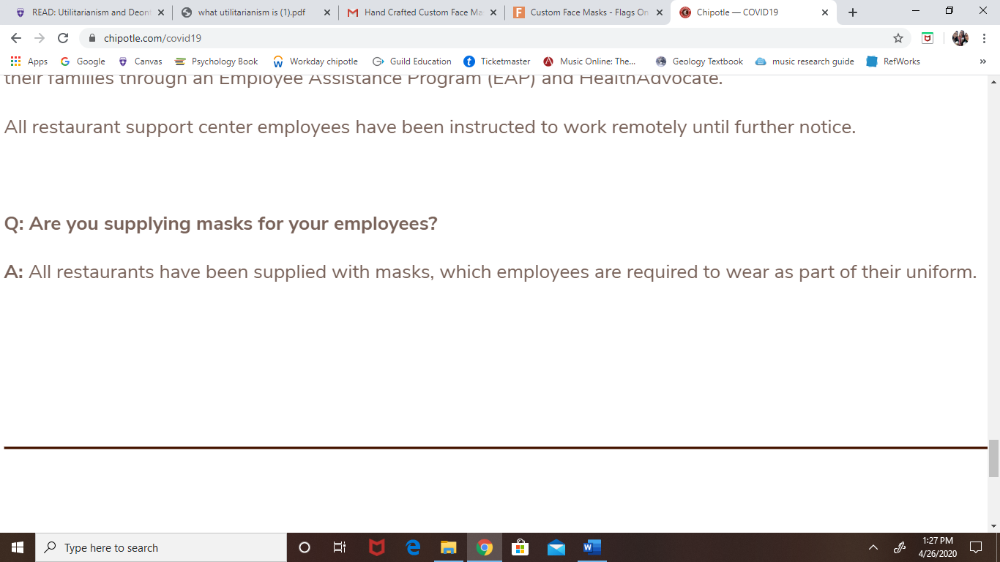 READ: Utilitarianism and Deont
what utilitarianism is (1).pdf
Hand Crafted Custom Face Ma
Custom Face Masks - Flags On
Chipotle — COVID19
chipotle.com/covid19
Apps
Google
Canvas
Psychology Book
Workday chipotle
Guild Education
Ticketmaster
Music Online: The...
Geology Textbook
music research guide
RefWorks
»
their families through an Employee Assistance Program (EAP) and HealthAdvocate.
All restaurant support center employees have been instructed to work remotely until further notice.
Q: Are you supplying masks for your employees?
A: All restaurants have been supplied with masks, which employees are required to wear as part of their uniform.
Type here to search
1:27 PM
4/26/2020